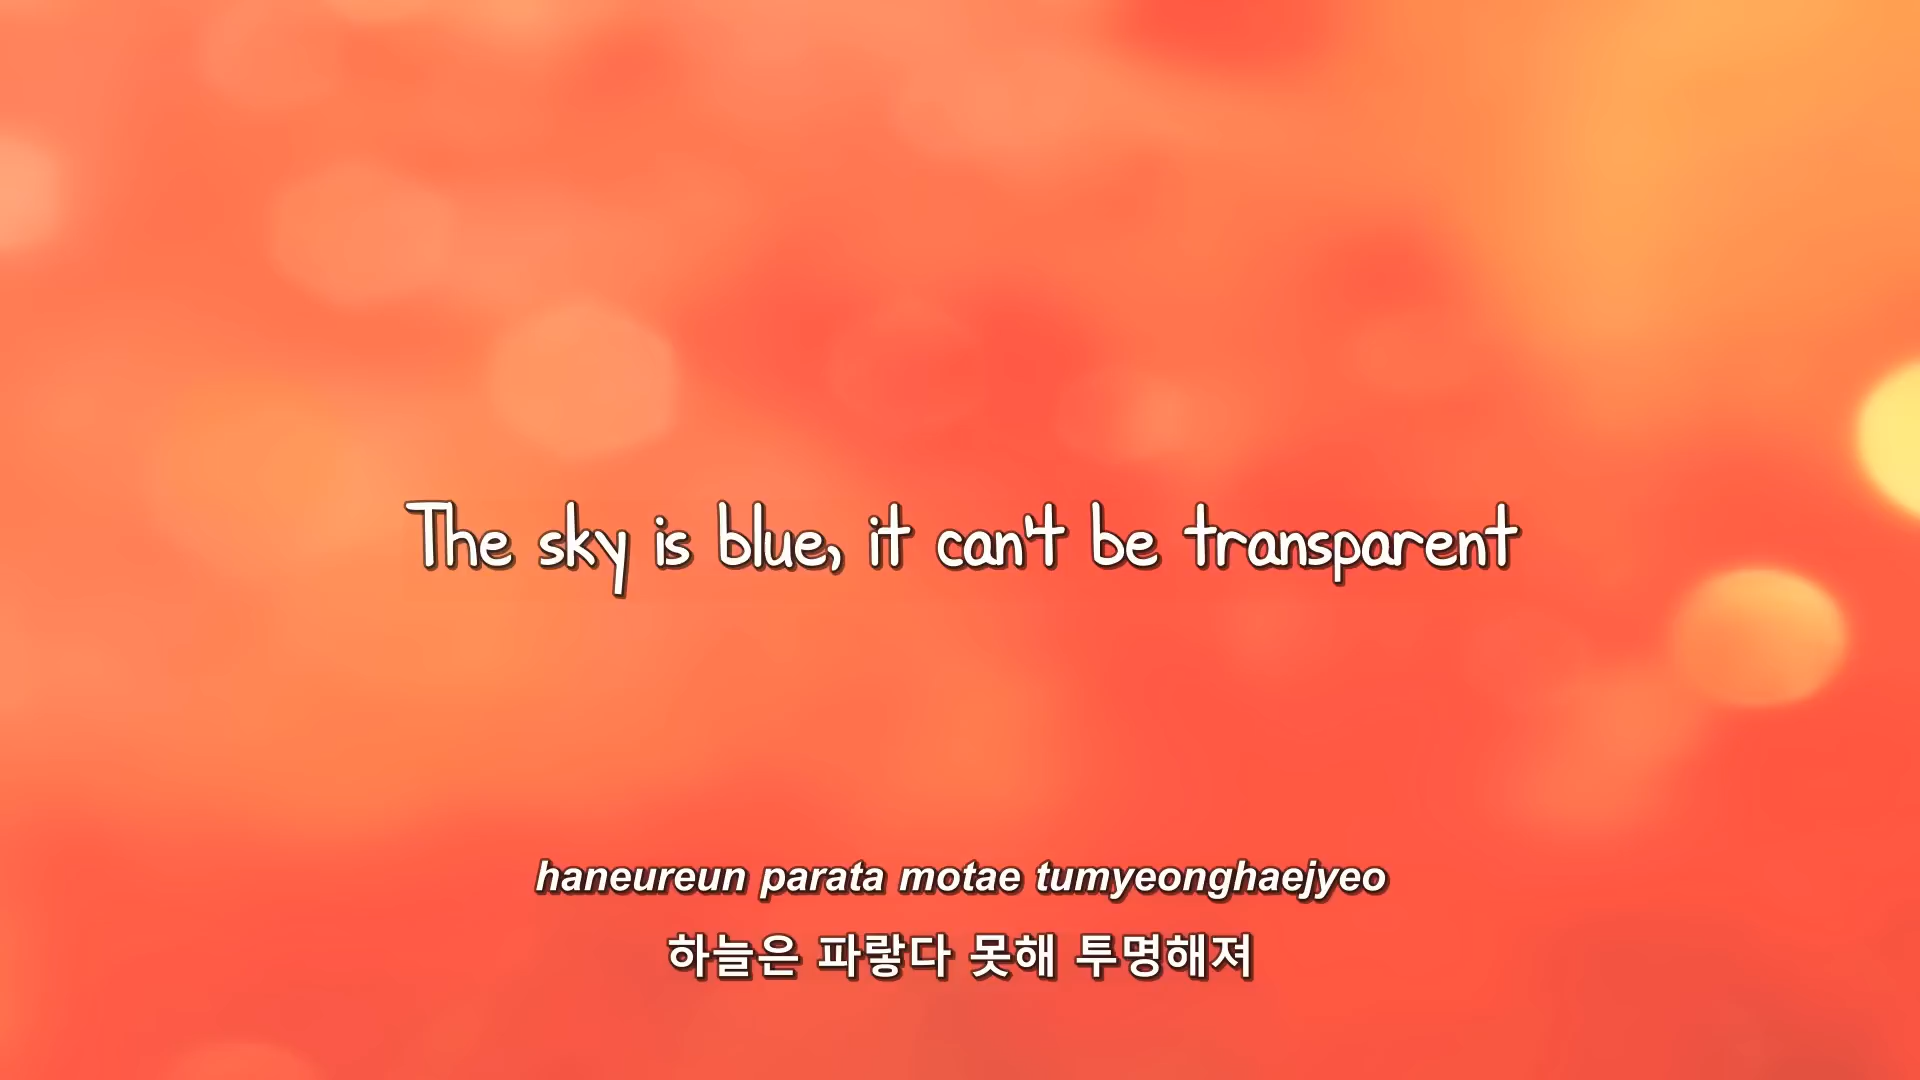 The sky is blue, it can't be transparent
haneureun parata motae tumyeonghaejyeo
하늘은 파랗다 못해 투명해져